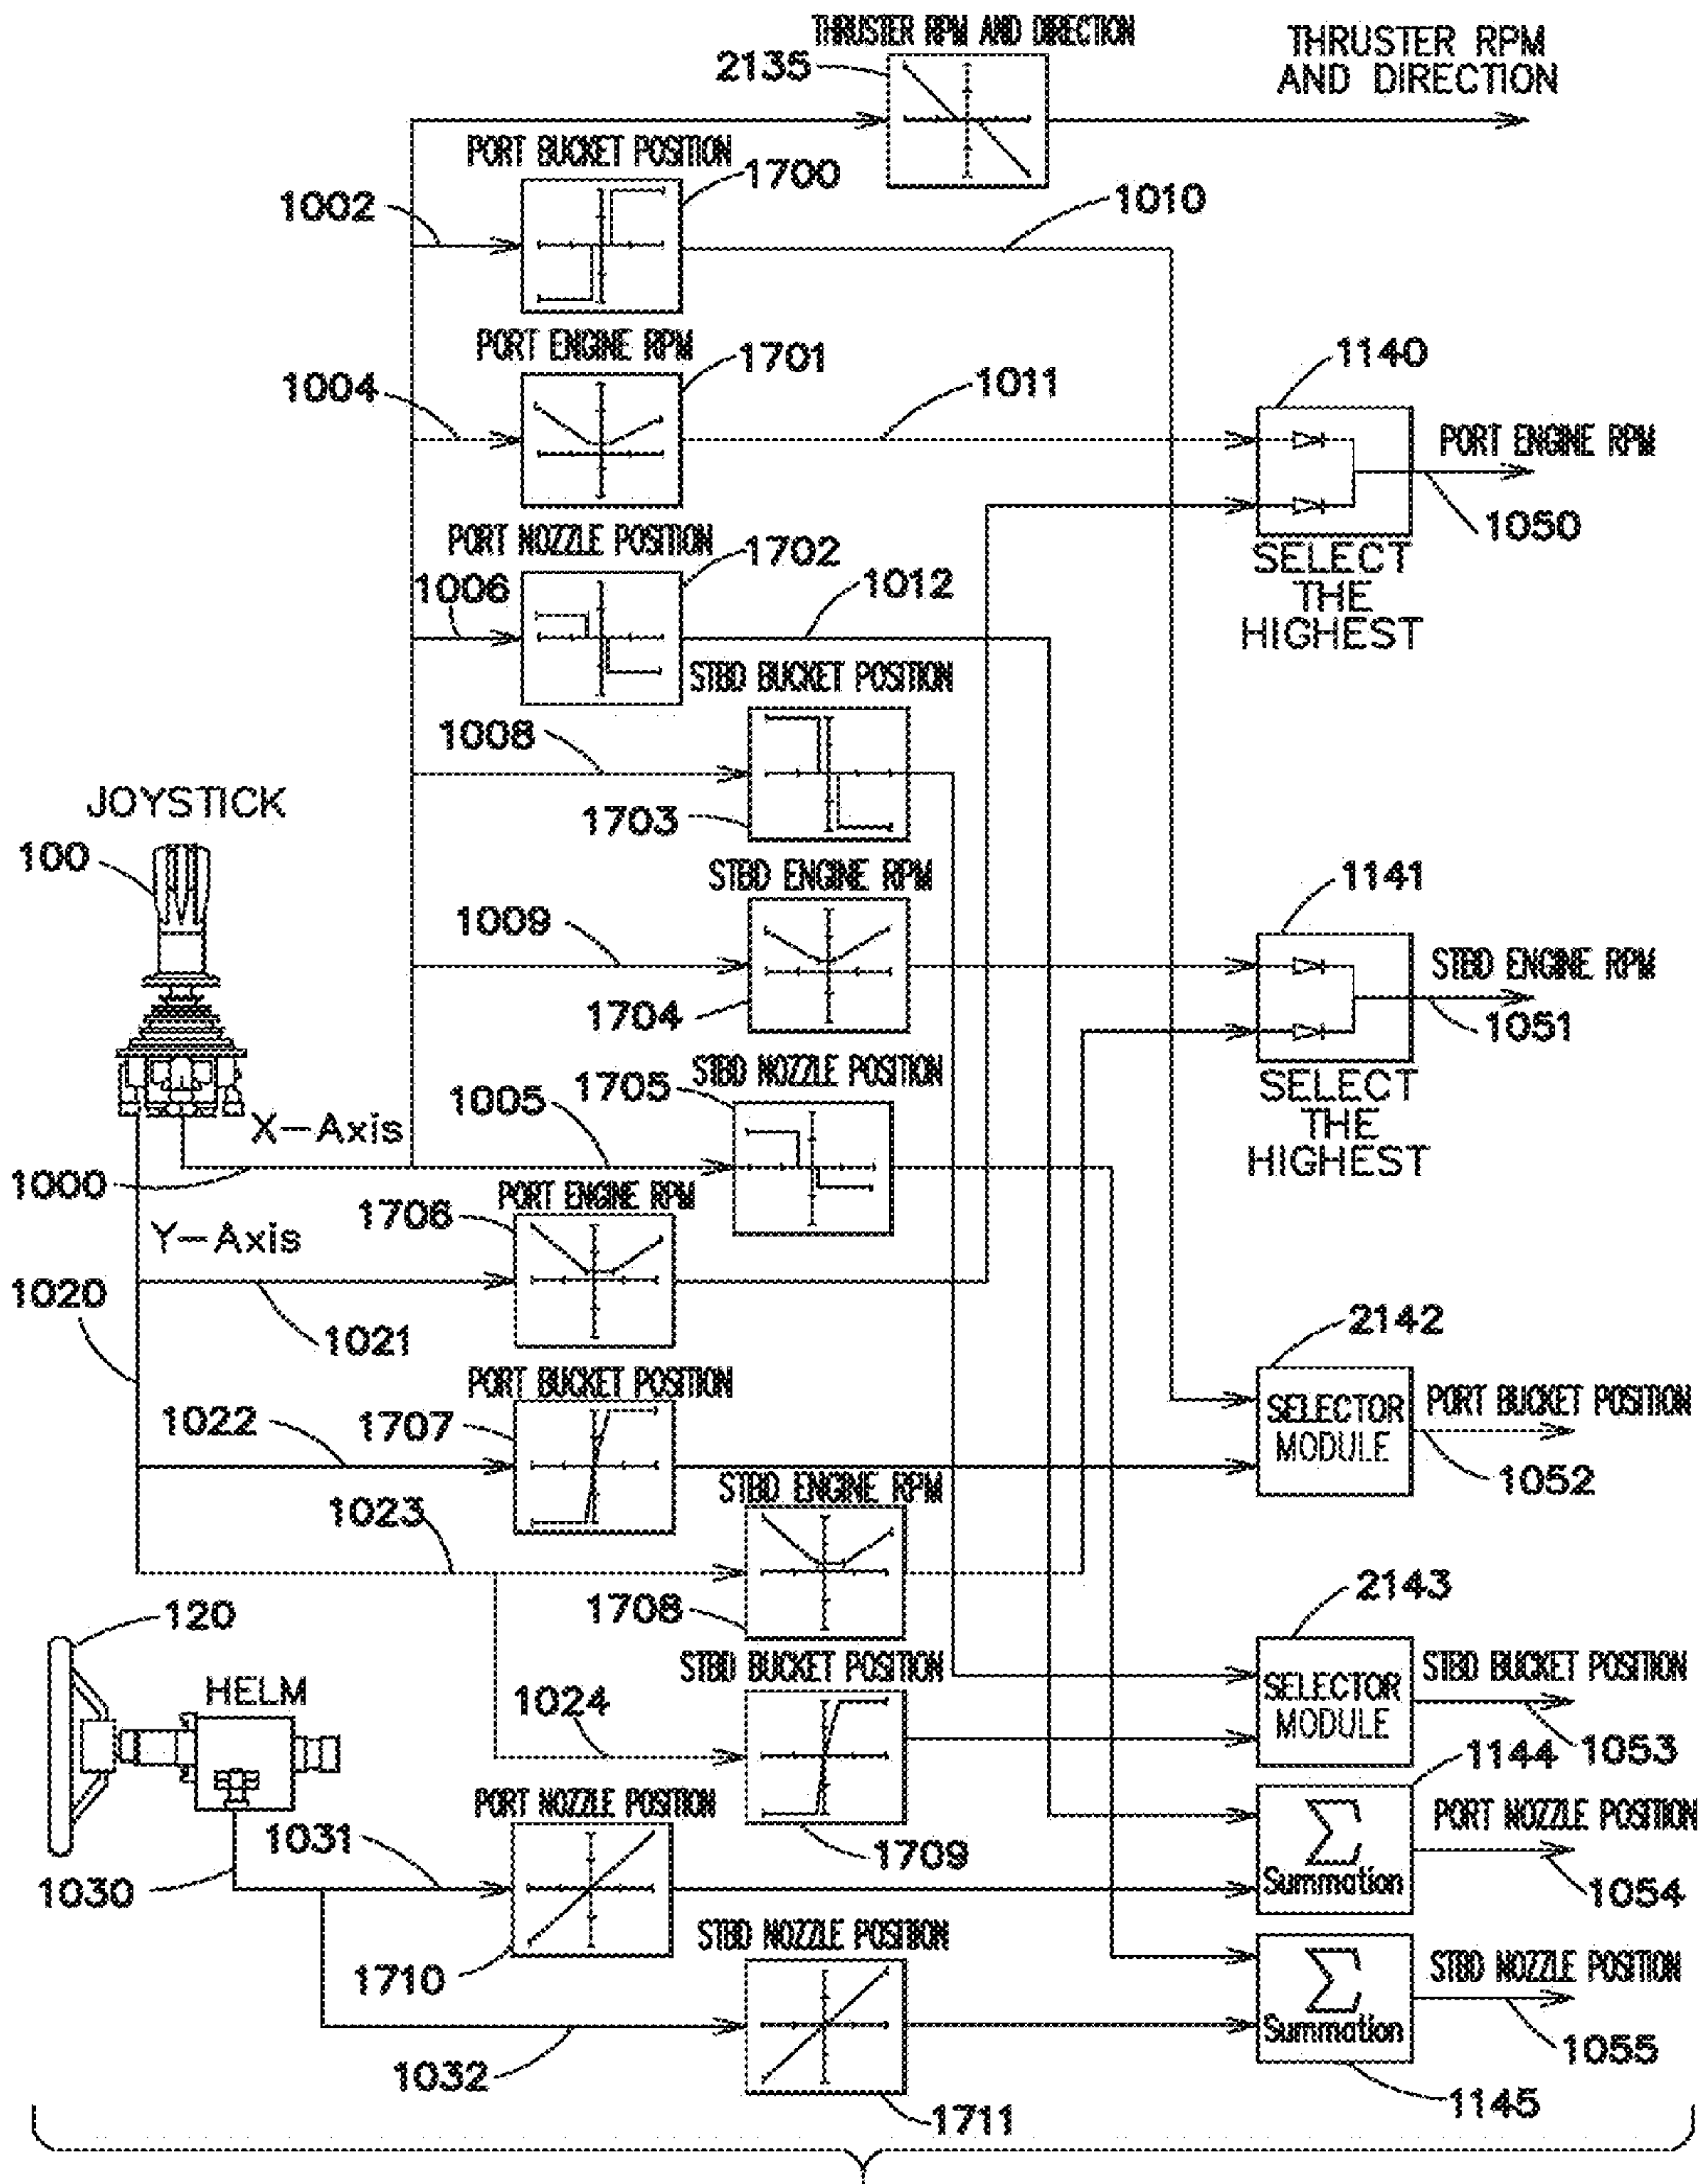 THRUSTER RPM AND DIRECTION
2135
THRUSTER RPM
AND DIRECTION
PORT BUCKET POSITION
1700
1002
1010
PORT ENGINE RPM
1701
1004
1011
1140
PORT ENGINE RPM
1050
SELECT
THE
HIGHEST
PORT NOZZLE POSITION
1702
1006
1012
STBD BUCKET POSITION
1008
1703
JOYSTICK
100
STBD ENGINE RPM
1009
1704
1141
STBD ENGINE RPM
1051
SELECT
THE
HIGHEST
STBD NOZZLE POSITION
1705
1005
X-Axis
1000
PORT ENGINE RPM
1706
Y-Axis
1020
1021
PORT BUCKET POSITION
1707
1022
2142
SELECTOR
MODULE
PORT BUCKET POSITION
1052
STBD ENGINE RPM
1023
1708
120
HELM
STBD BUCKET POSITION
1024
1709
2143
SELECTOR
MODULE
STBD BUCKET POSITION
1053
1144
PORT NOZZLE POSITION
1031
1030
1710
Σ
Summation
PORT NOZZLE POSITION
1054
STBD NOZZLE POSITION
1032
1711
Σ
Summation
STBD NOZZLE POSITION
1055
1145